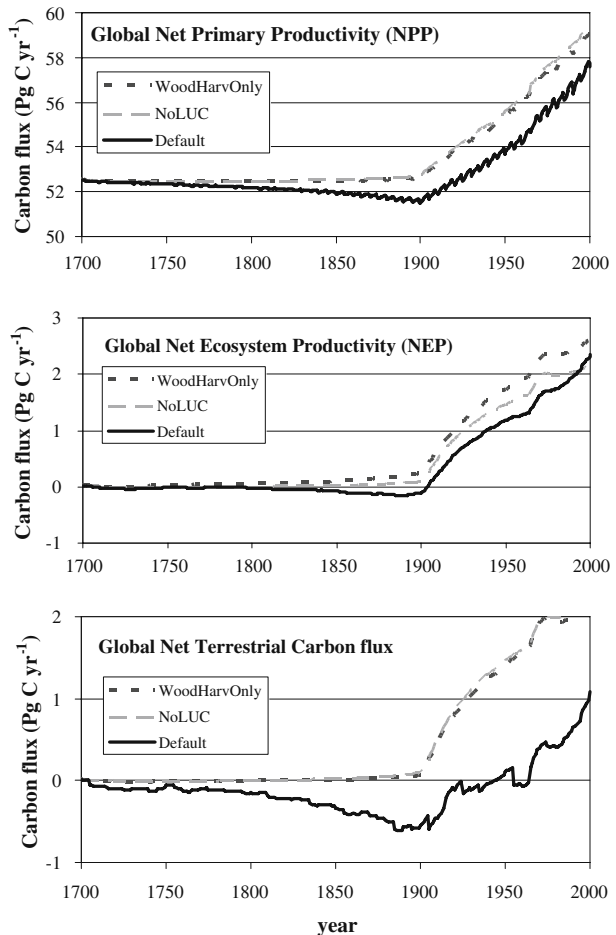 Global Net Primary Productivity (NPP)
Carbon flux (Pg C yr⁻¹)
60
58
56
54
52
50
WoodHarvOnly
NoLUC
Default
1700 1750 1800 1850 1900 1950 2000
Global Net Ecosystem Productivity (NEP)
Carbon flux (Pg C yr⁻¹)
3
2
1
0
-1
WoodHarvOnly
NoLUC
Default
1700 1750 1800 1850 1900 1950 2000
Global Net Terrestrial Carbon flux
Carbon flux (Pg C yr⁻¹)
2
1
0
-1
WoodHarvOnly
NoLUC
Default
1700 1750 1800 1850 1900 1950 2000
year